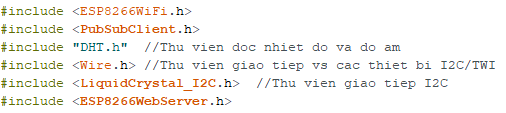 #include <ESP8266WiFi.h>
#include <PubSubClient.h>
#include "DHT.h"  //Thu vien doc nhiet do va do am
#include <Wire.h> //Thu vien giao tiep vs cac thiet bi I2C/TWI
#include <LiquidCrystal_I2C.h>  //Thu vien giao tiep I2C
#include <ESP8266WebServer.h>